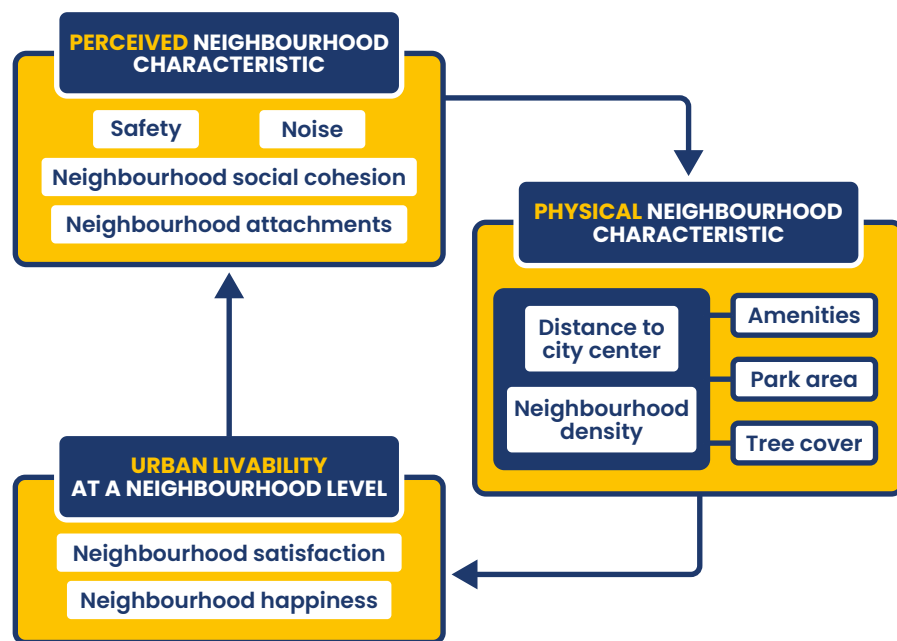 PERCEIVED NEIGHBOURHOOD
CHARACTERISTIC
Safety
Noise
Neighbourhood social cohesion
Neighbourhood attachments
PHYSICAL NEIGHBOURHOOD
CHARACTERISTIC
Distance to
city center
Neighbourhood
density
Amenities
Park area
Tree cover
URBAN LIVABILITY
AT A NEIGHBOURHOOD LEVEL
Neighbourhood satisfaction
Neighbourhood happiness